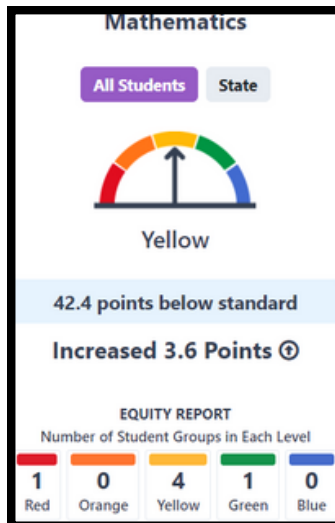 Mathematics
All Students State
Yellow
42.4 points below standard
Increased 3.6 Points
EQUITY REPORT
Number of Student Groups in Each Level
1 0 4 1 0
Red Orange Yellow Green Blue